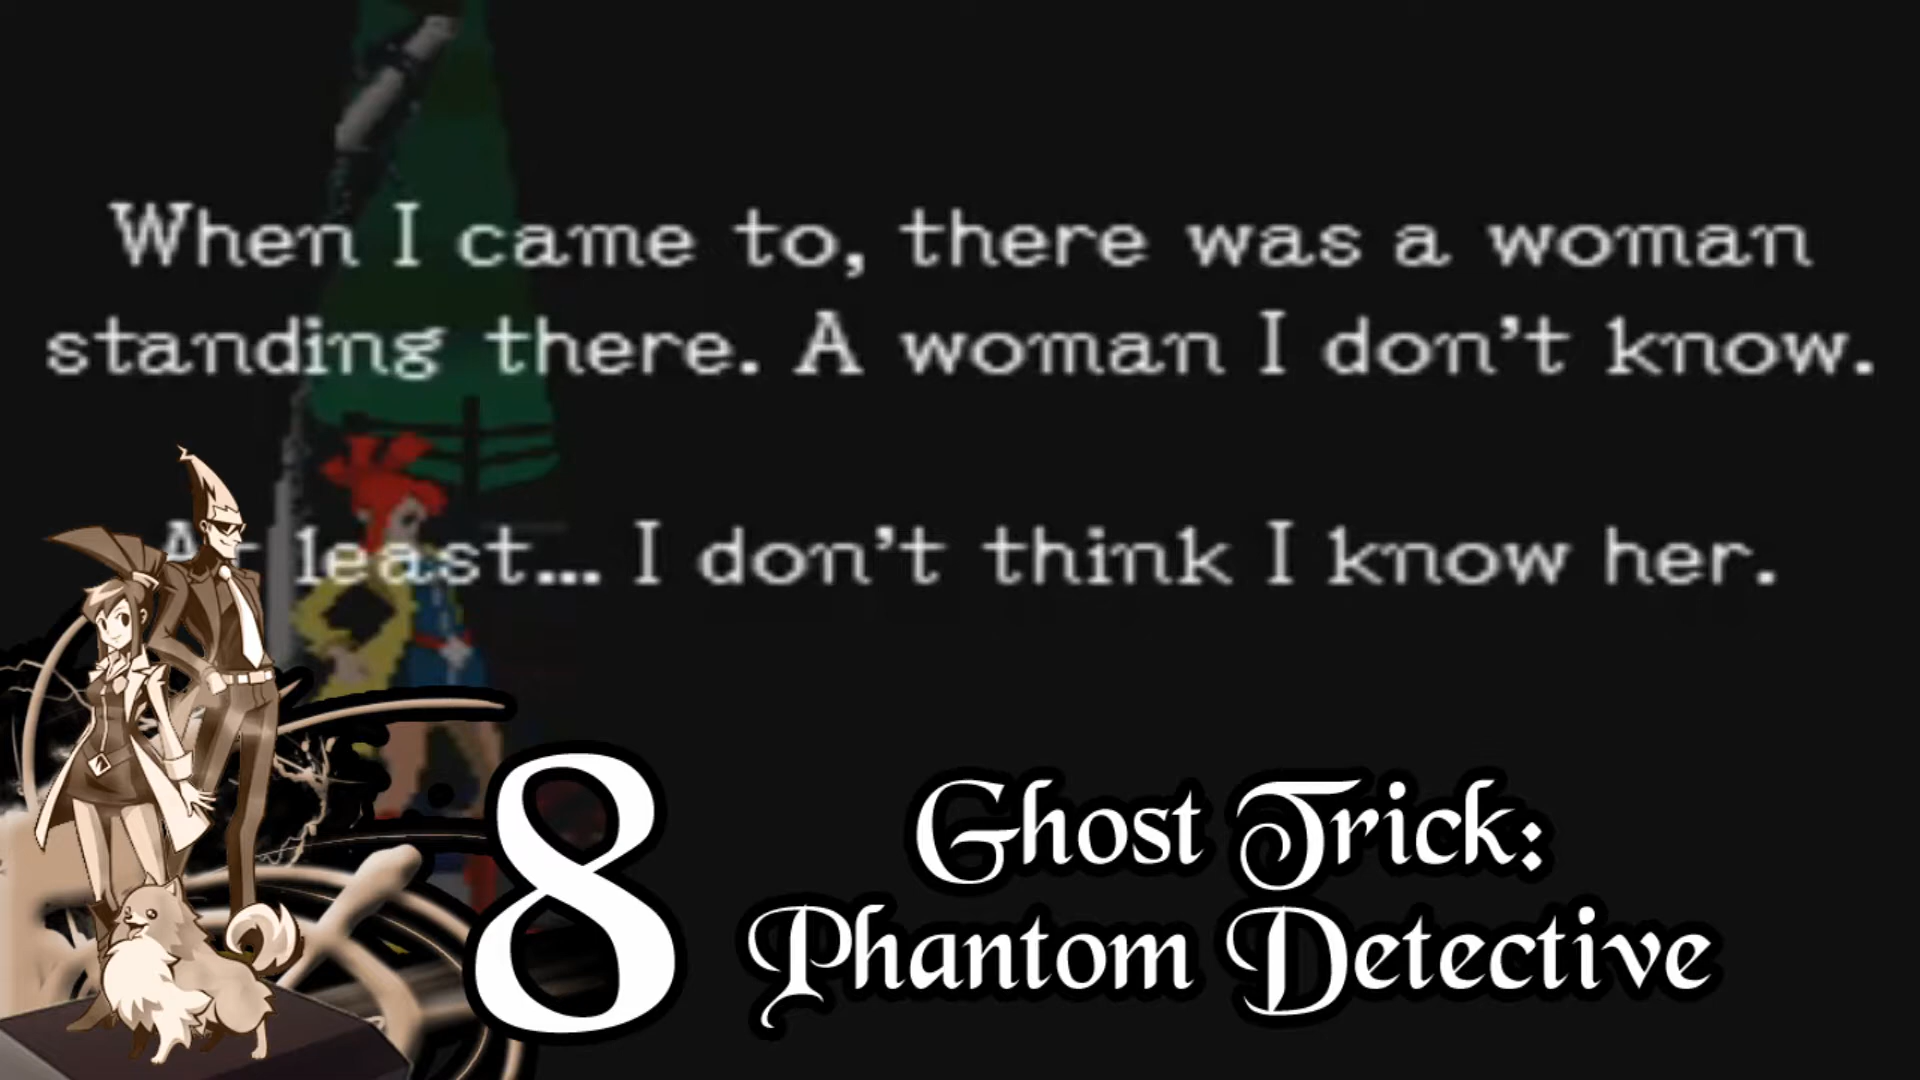 When I came to, there was a woman
standing there. A woman I don't know.
At least... I don't think I know her.
8
Ghost Trick:
Phantom Detective